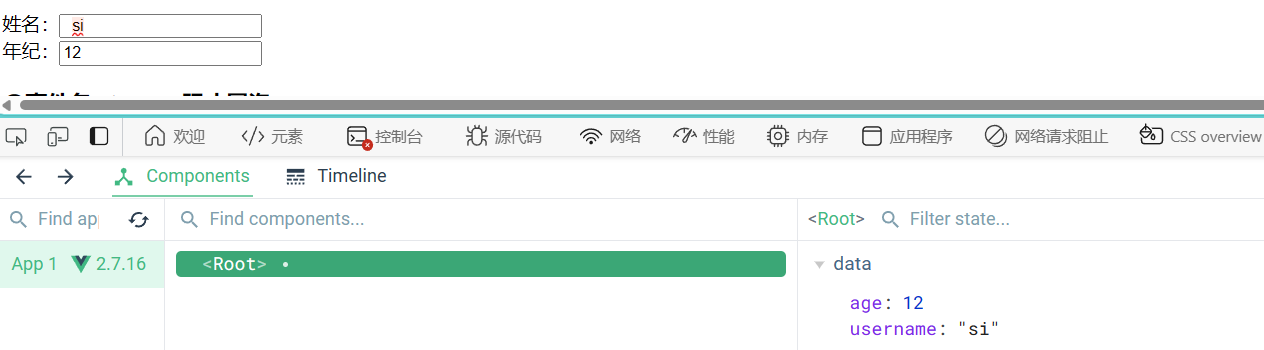 姓名： si
年纪：12
欢迎 元素 控制台 源代码 网络 性能 内存 应用程序 网络请求阻止 CSS overview
Components Timeline
Find app Find components... <Root> Filter state...
App 1 2.7.16 <Root> data
age: 12
username: "si"